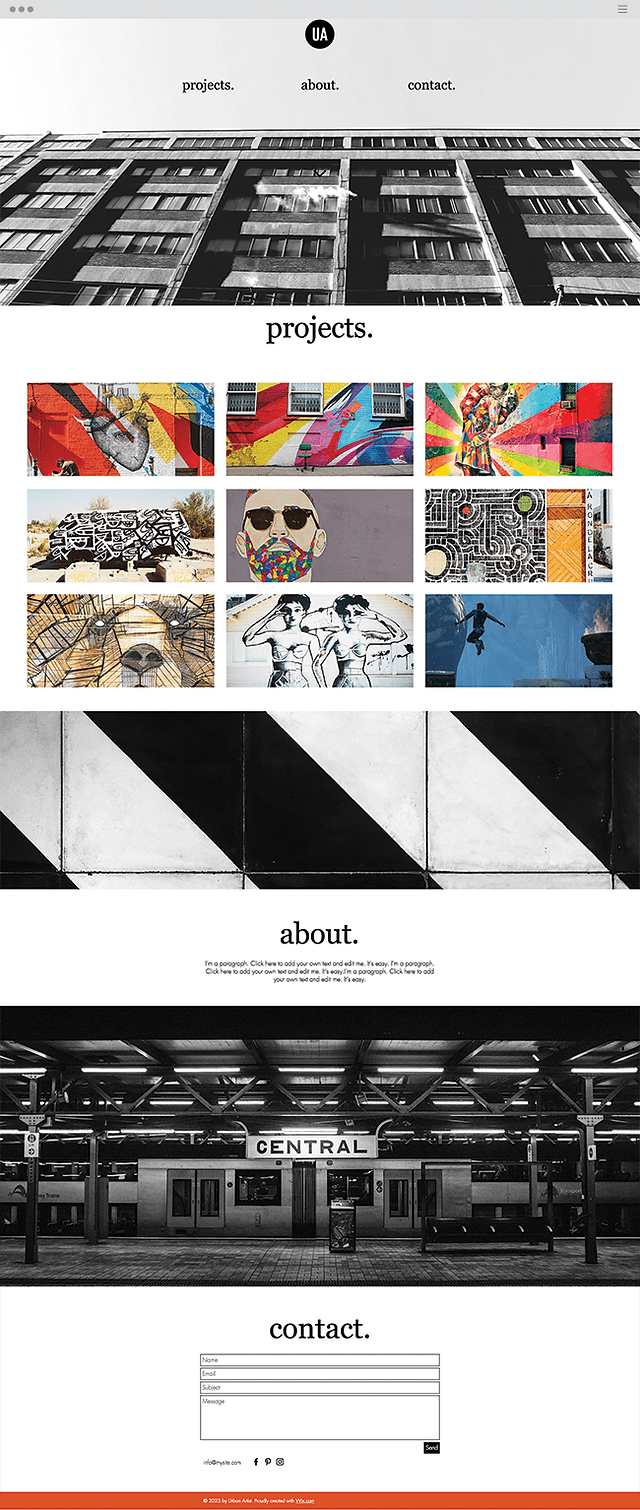 UA
projects.
about.
contact.
projects.
about.
I'm a paragraph. Click here to add your own text and edit me. It's easy. I'm a paragraph.
Click here to add your own text and edit me. It's easy.I'm a paragraph. Click here to add
your own text and edit me. It's easy.
CENTRAL
contact.
Name
Email
Subject
Message
Send
info@mysite.com
© 2023 by Urban Artist. Proudly created with Wix.com